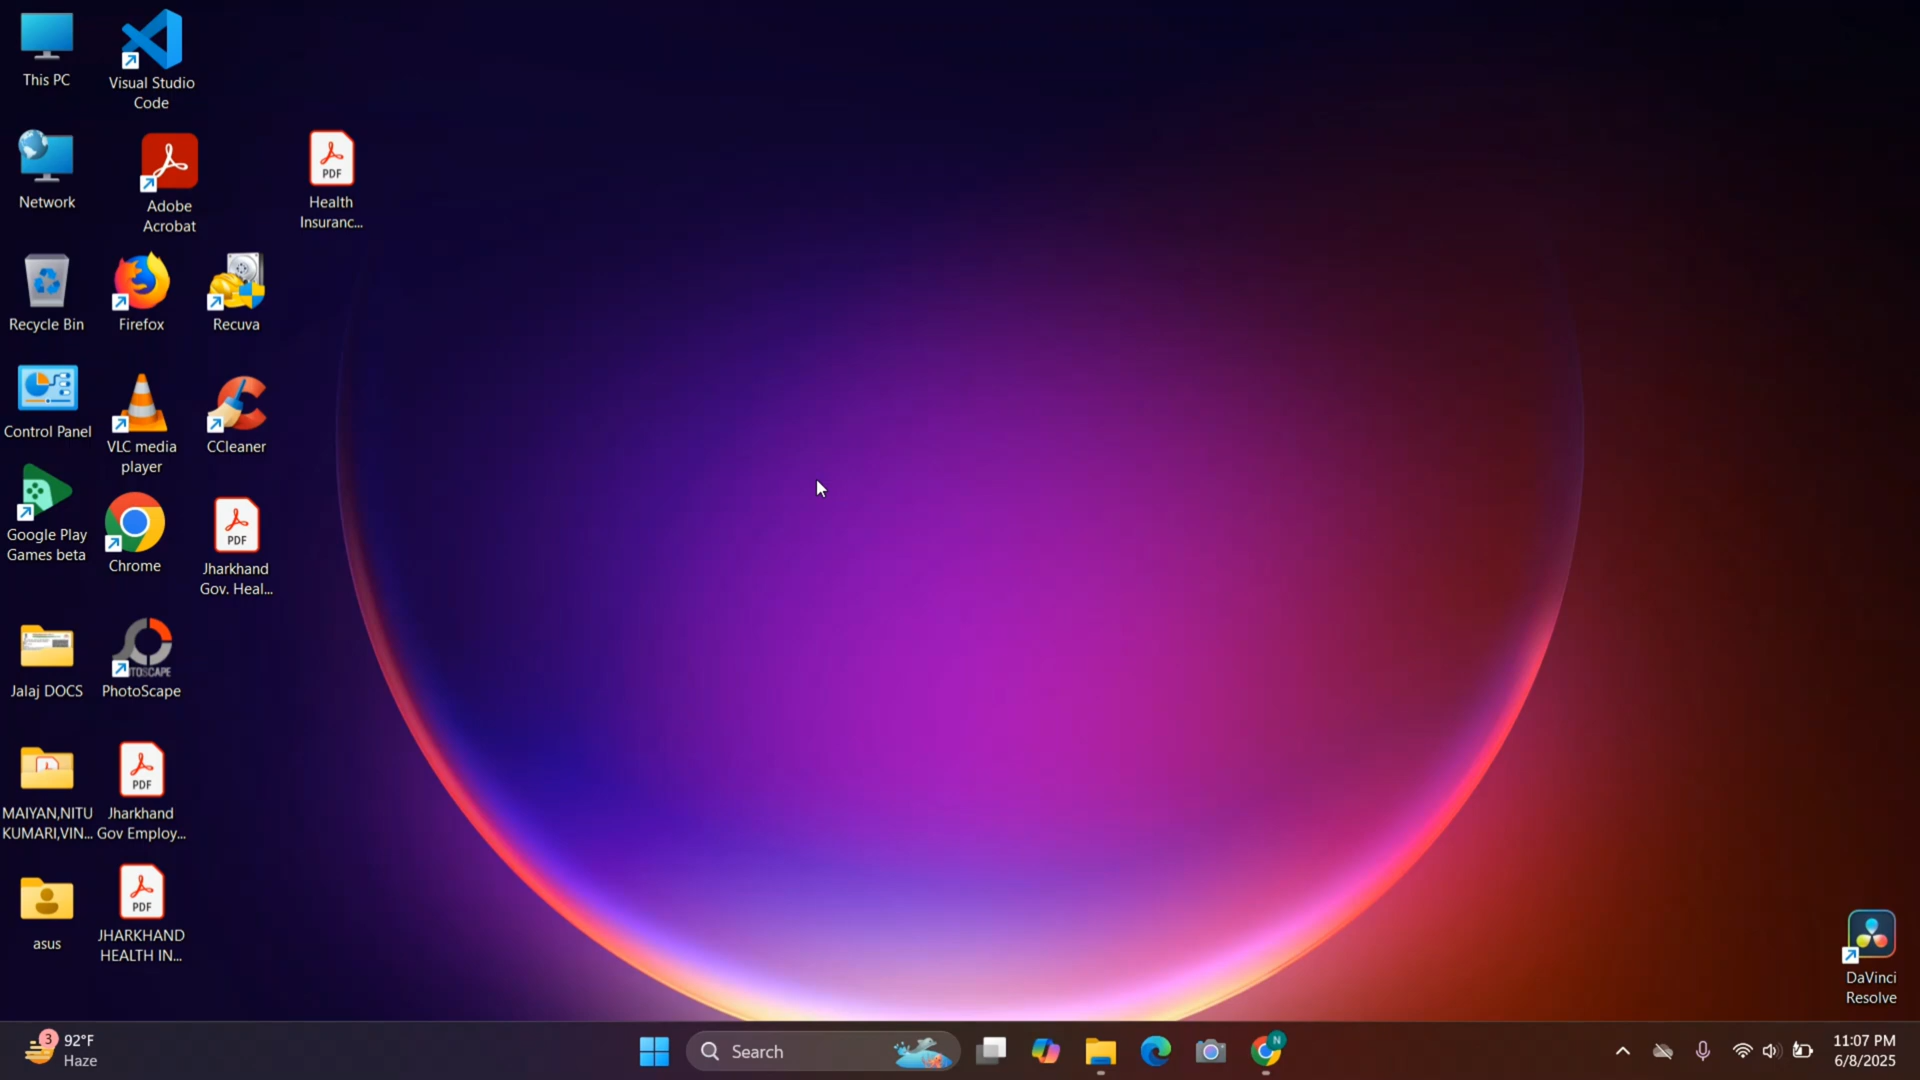 This PC
Visual Studio
Code
Network
Adobe
Acrobat
PDF
Health
Insuranc...
Recycle Bin
Firefox
Recuva
Control Panel
VLC media
player
CCleaner
Google Play
Games beta
Chrome
PDF
Jharkhand
Gov. Heal...
Jalaj DOCS
PhotoScape
MAIYAN,NITU
KUMARI,VIN...
PDF
Jharkhand
Gov Employ...
asus
PDF
JHARKHAND
HEALTH IN...
DaVinci
Resolve
3
92°F
Haze
Search
N
11:07 PM
6/8/2025